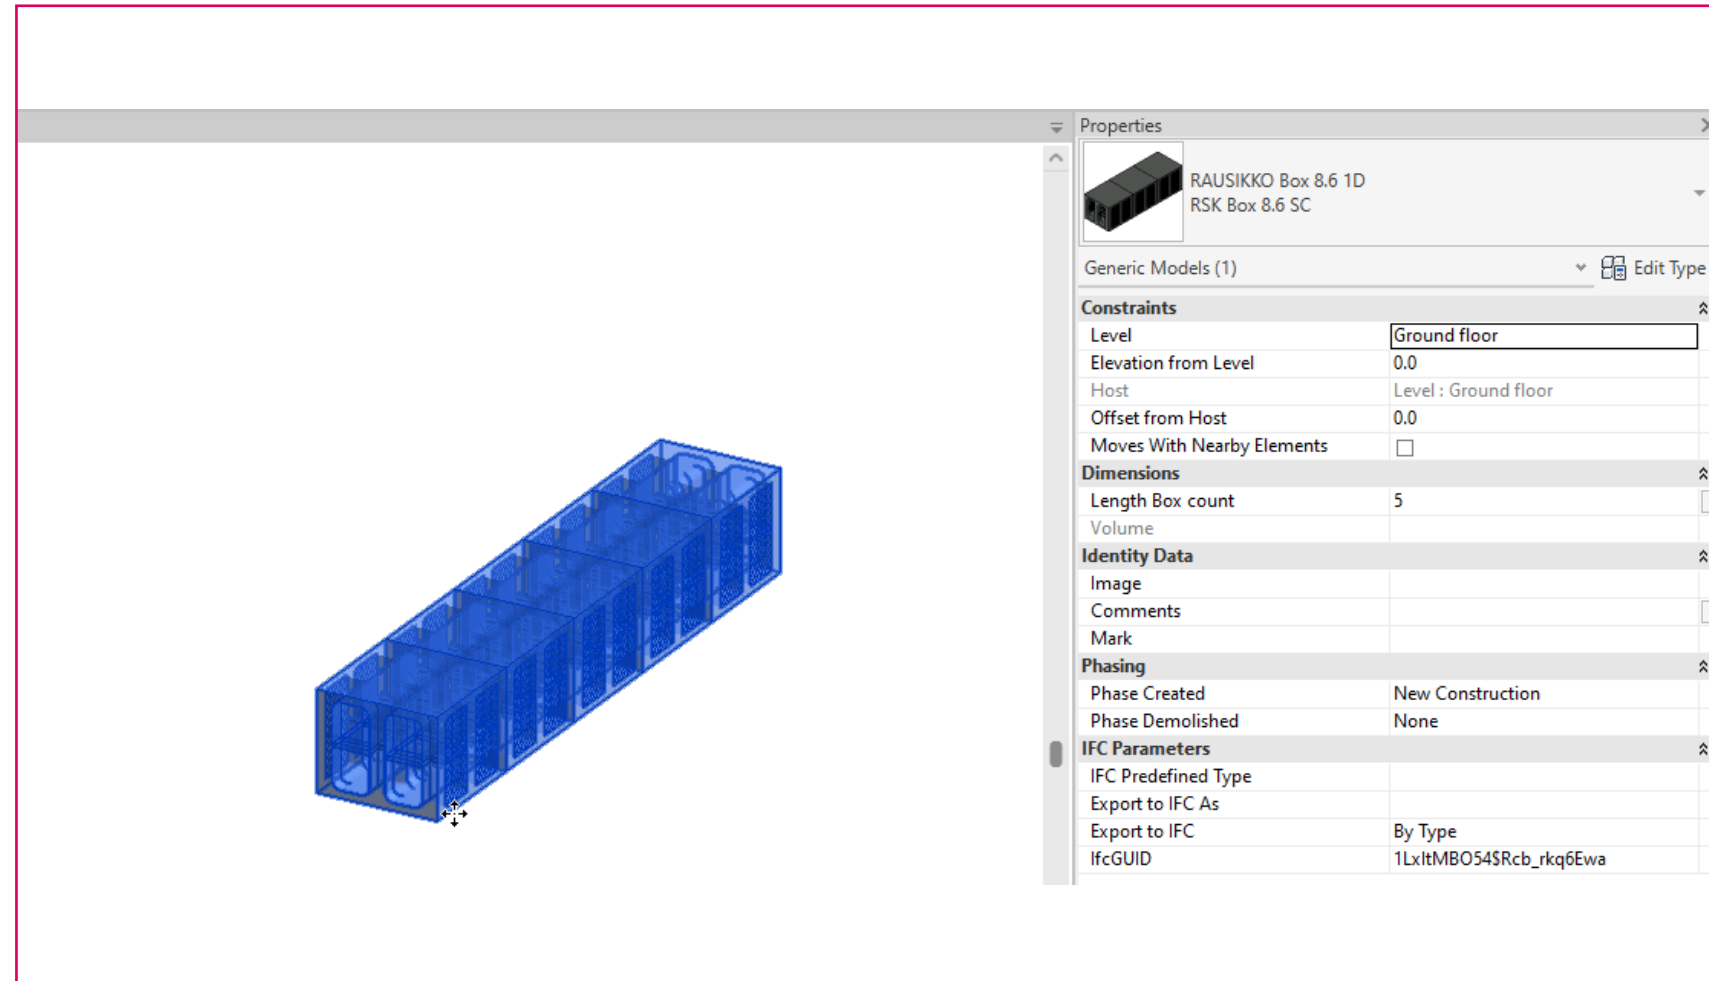 Properties
RAUSIKKO Box 8.6 1D
RSK Box 8.6 SC
Generic Models (1)
Edit Type
Constraints
Level Ground floor
Elevation from Level 0.0
Host Level : Ground floor
Offset from Host 0.0
Moves With Nearby Elements
Dimensions
Length Box count 5
Volume
Identity Data
Image
Comments
Mark
Phasing
Phase Created New Construction
Phase Demolished None
IFC Parameters
IFC Predefined Type
Export to IFC As
Export to IFC By Type
IfcGUID 1LxItMBO54$Rcb_rkq6Ewa